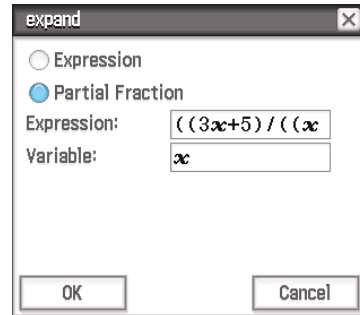 expand
Expression
Partial Fraction
Expression: ((3x+5)/((x
Variable: x
OK Cancel